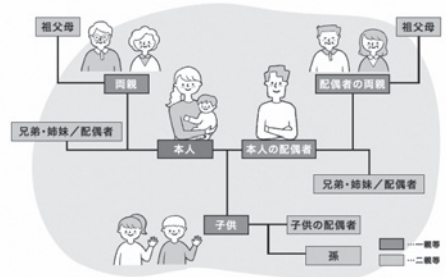 祖父母
祖父母
両親
配偶者の両親
兄弟・姉妹／配偶者
本人
本人の配偶者
兄弟・姉妹／配偶者
子供
子供の配偶者
孫
…一親等
…二親等